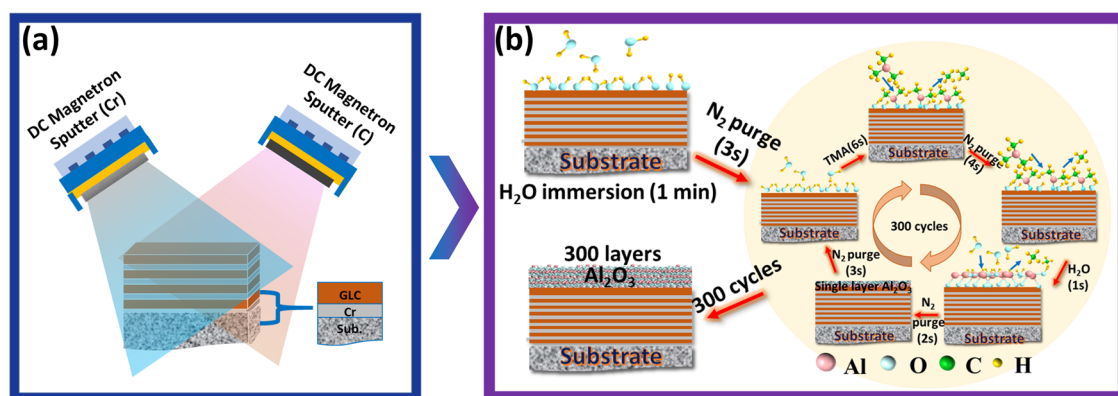 (a)
DC Magnetron
Sputter (Cr)
DC Magnetron
Sputter (C)
GLC
Cr
Sub.
(b)
Substrate
H₂O immersion (1 min)
N₂ purge
(3s)
TMA(6s)
Substrate
N₂ purge
(4s)
Substrate
H₂O
(1s)
Substrate
N₂
purge
(2s)
Single layer Al₂O₃
Substrate
N₂ purge
(3s)
Substrate
300 cycles
300 cycles
300 layers
Al₂O₃
Substrate
Al O C H